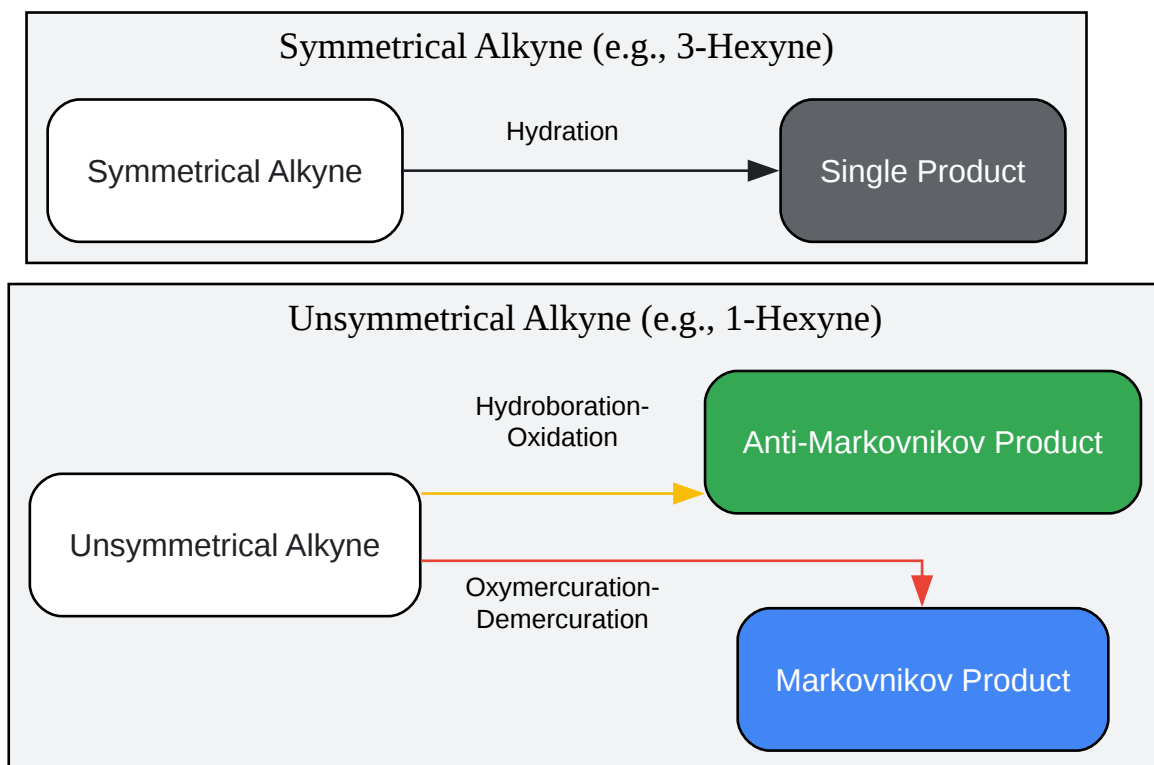 Symmetrical Alkyne (e.g., 3-Hexyne)
Symmetrical Alkyne
Hydration
Single Product
Unsymmetrical Alkyne (e.g., 1-Hexyne)
Unsymmetrical Alkyne
Hydroboration-
Oxidation
Anti-Markovnikov Product
Oxymercuration-
Demercuration
Markovnikov Product